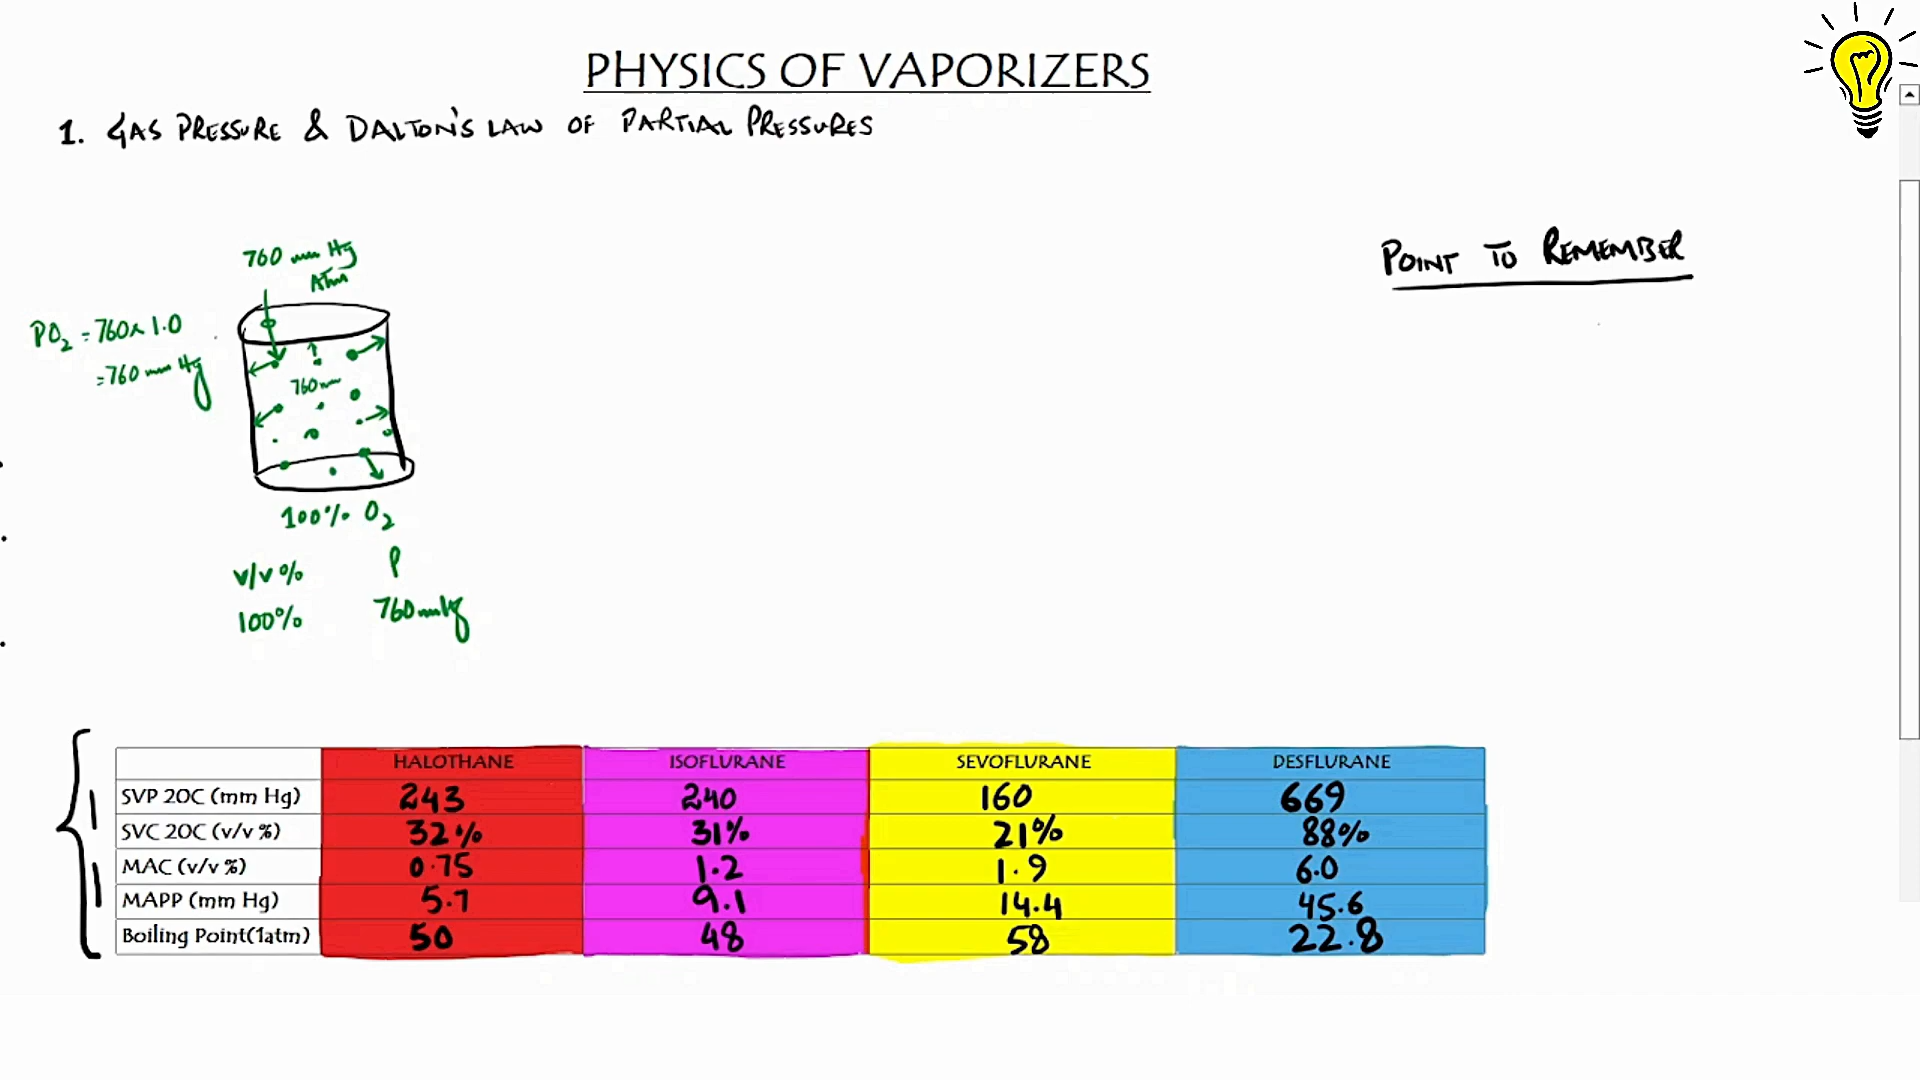 PHYSICS OF VAPORIZERS
1. GAS PRESSURE & DALTON'S LAW OF PARTIAL PRESSURES
POINT TO REMEMBER
760 mm Hg
Atm
PO₂ = 760 x 1.0
= 760 mm Hg
760mm
100% O₂
v/v % P
100% 760mmHg
HALOTHANE ISOFLURANE SEVOFLURANE DESFLURANE
SVP 20C (mm Hg) 243 240 160 669
SVC 20C (v/v %) 32% 31% 21% 88%
MAC (v/v %) 0.75 1.2 1.9 6.0
MAPP (mm Hg) 5.7 9.1 14.4 45.6
Boiling Point(1atm) 50 48 58 22.8